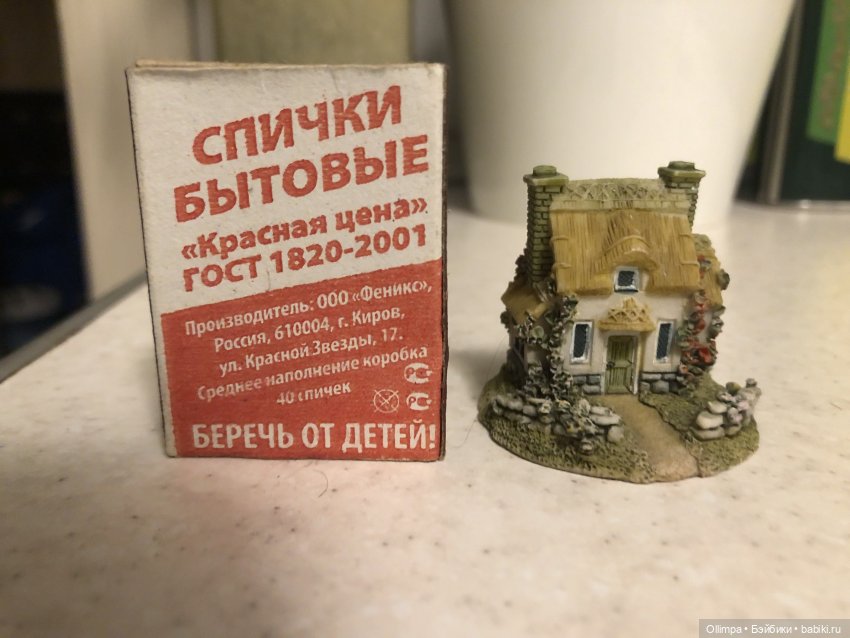 СПИЧКИ
БЫТОВЫЕ
«Красная цена»
ГОСТ 1820-2001
Производитель: ООО «Феникс»,
Россия, 610004, г. Киров,
ул. Красной Звезды, 17.
Среднее наполнение коробка
40 спичек
БЕРЕЧЬ ОТ ДЕТЕЙ!
Ollimpa • Бэйбики • babiki.ru